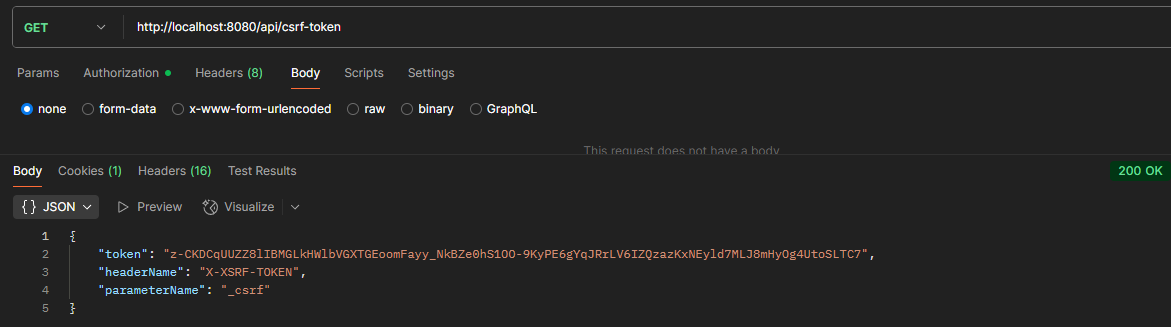 GET http://localhost:8080/api/csrf-token
Params Authorization Headers (8) Body Scripts Settings
none form-data x-www-form-urlencoded raw binary GraphQL
This request does not have a body
Body Cookies (1) Headers (16) Test Results 200 OK
{} JSON Preview Visualize
1 {
2 "token": "z-CKDCqUUZZ8lIBMGLkHWlbVGXTGEoomFayy_NkBZe0hS1OO-9KyPE6gYqJRrLV6IZQzazKxNEyld7MLJ8mHyOg4UtoSLTC7",
3 "headerName": "X-XSRF-TOKEN",
4 "parameterName": "_csrf"
5 }